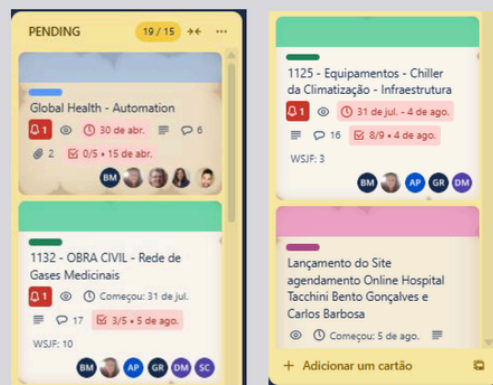 PENDING
19 / 15
Global Health - Automation
1
30 de abr.
6
2
0/5 • 15 de abr.
BM
1132 - OBRA CIVIL - Rede de
Gases Medicinais
1
Começou: 31 de jul.
17
3/5 • 5 de ago.
WSJF: 10
BM AP GR DM SC
1125 - Equipamentos - Chiller
da Climatização - Infraestrutura
1
31 de jul. - 4 de ago.
16
8/9 • 4 de ago.
WSJF: 3
BM AP GR DM
Lançamento do Site
agendamento Online Hospital
Tacchini Bento Gonçalves e
Carlos Barbosa
Começou: 5 de ago.
+ Adicionar um cartão